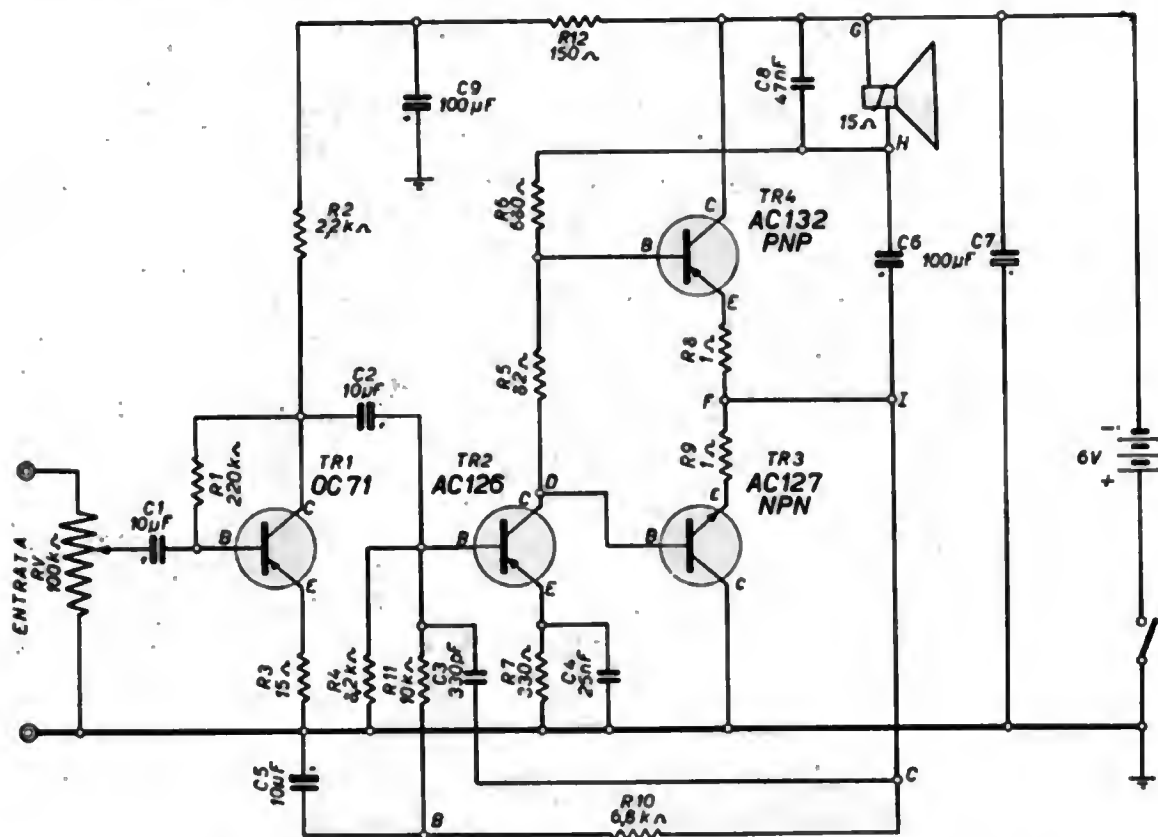 R12
150Ω
G
C9
100µF
C8
47nF
15Ω
H
R2
2,2kΩ
R6
680Ω
TR4
AC132
PNP
C
B
E
C6
100µF
C7
R8
1Ω
R5
82Ω
C2
10µF
F
I
R9
1Ω
6V
-
+
R1
220kΩ
TR1
OC71
TR2
AC126
D
TR3
AC127
NPN
ENTRATA
RV
100kΩ
C1
10µF
B
C
E
B
C
E
B
E
C
R3
15Ω
R4
8,2kΩ
R11
10kΩ
C3
330pF
R7
330Ω
C4
25nF
C5
10µF
B
R10
6,8kΩ
C